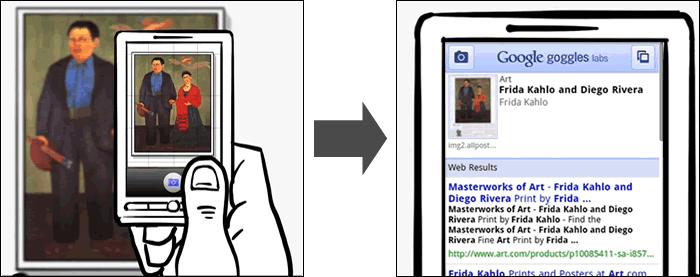 Google goggles labs
Art
Frida Kahlo and Diego Rivera
Frida Kahlo
img2.allpost...
Web Results
Masterworks of Art - Frida Kahlo and
Diego Rivera Print by Frida ...
Masterworks of Art - Frida Kahlo and Diego
Rivera Print by Frida Kahlo - Find the
Masterworks of Art - Frida Kahlo and Diego
Rivera Fine Art Print by Frida ...
http://www.art.com/products/p10085411-sa-i857...
Frida Kahlo Prints and Posters at Art.com